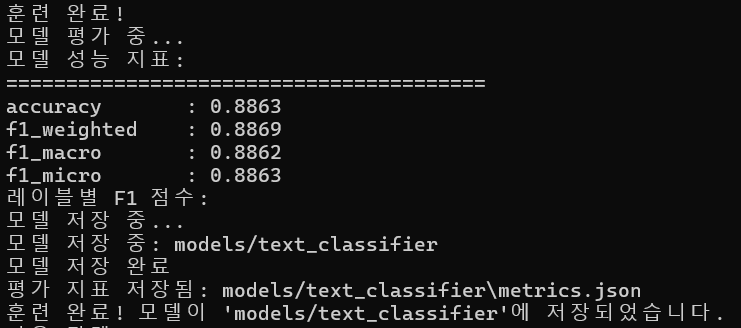 훈련 완료!
모델 평가 중...
모델 성능 지표:
========================================
accuracy       : 0.8863
f1_weighted    : 0.8869
f1_macro       : 0.8862
f1_micro       : 0.8863
레이블별 F1 점수:
모델 저장 중...
모델 저장 중: models/text_classifier
모델 저장 완료
평가 지표 저장됨: models/text_classifier\metrics.json
훈련 완료! 모델이 'models/text_classifier'에 저장되었습니다.